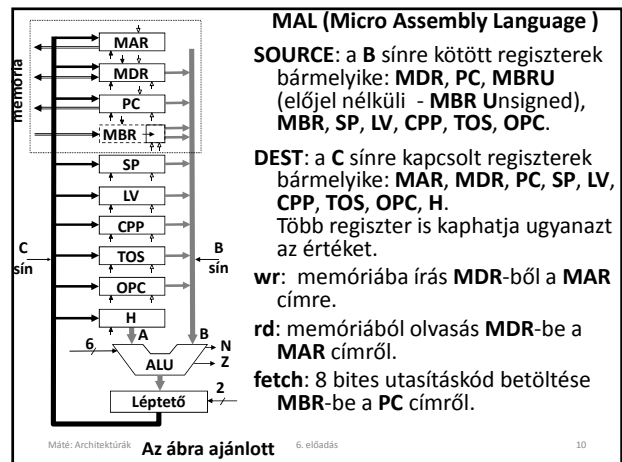 MAL (Micro Assembly Language )
SOURCE: a B sínre kötött regiszterek
bármelyike: MDR, PC, MBRU
(előjel nélküli - MBR Unsigned),
MBR, SP, LV, CPP, TOS, OPC.
DEST: a C sínre kapcsolt regiszterek
bármelyike: MAR, MDR, PC, SP, LV,
CPP, TOS, OPC, H.
Több regiszter is kaphatja ugyanazt
az értéket.
wr: memóriába írás MDR-ből a MAR
címre.
rd: memóriából olvasás MDR-be a
MAR címről.
fetch: 8 bites utasításkód betöltése
MBR-be a PC címről.
memória
MAR
MDR
PC
MBR
SP
LV
CPP
TOS
OPC
H
C
sín
B
sín
A
B
6
N
Z
ALU
2
Léptető
Máté: Architektúrák
Az ábra ajánlott
6. előadás
10